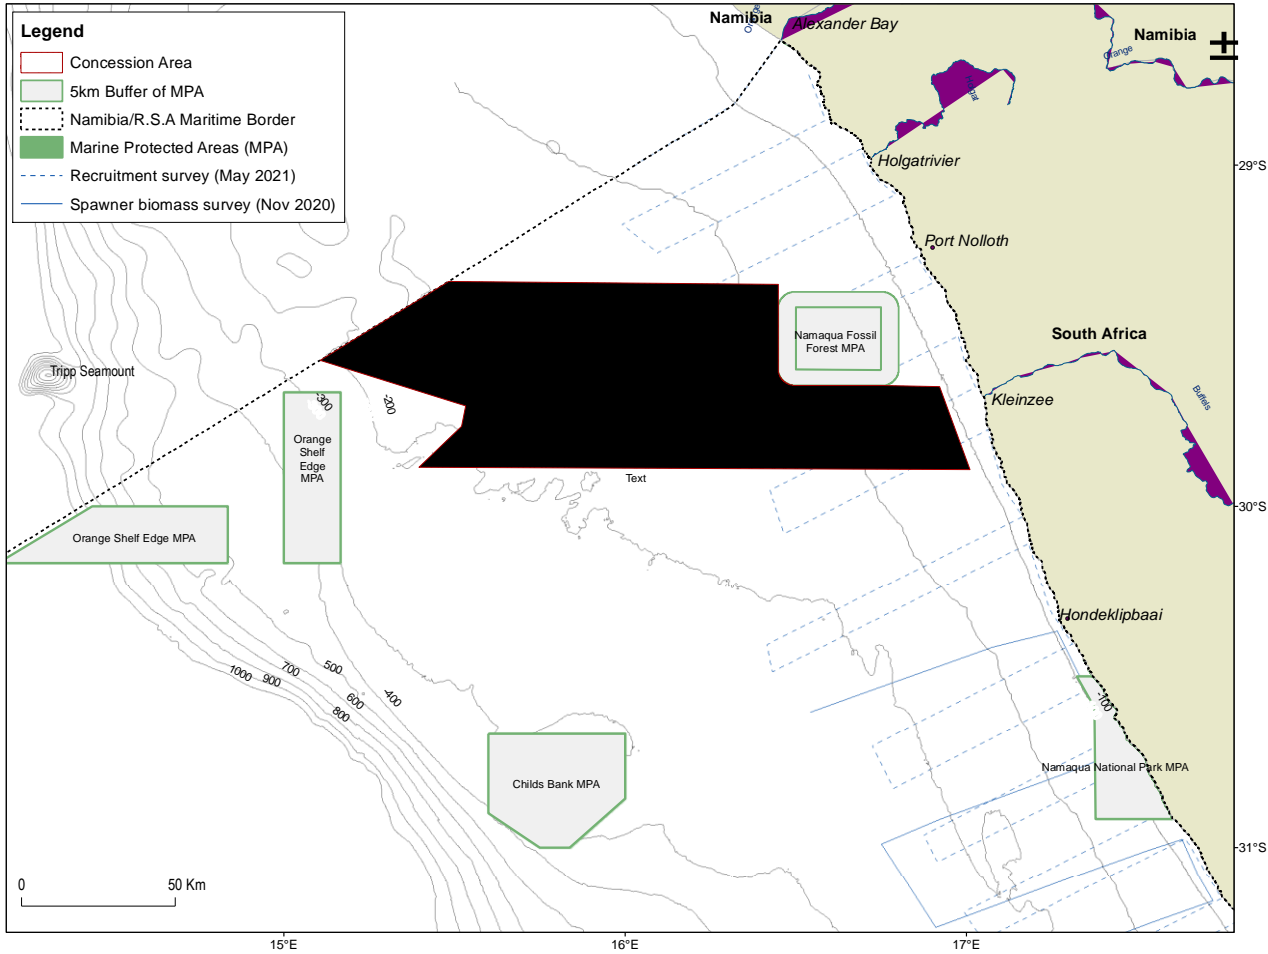 Legend
Concession Area
5km Buffer of MPA
Namibia/R.S.A Maritime Border
Marine Protected Areas (MPA)
Recruitment survey (May 2021)
Spawner biomass survey (Nov 2020)
Namibia
Alexander Bay
Namibia
Orange
Holgatrivier
29°S
Port Nolloth
South Africa
Tripp Seamount
Namaqua Fossil
Forest MPA
Kleinzee
Buffels
-300
-200
Orange
Shelf
Edge
MPA
Text
30°S
Orange Shelf Edge MPA
Hondeklipbaai
1000
900
700
500
600
800
-400
-100
Namaqua National Park MPA
Childs Bank MPA
31°S
0
50 Km
15°E
16°E
17°E